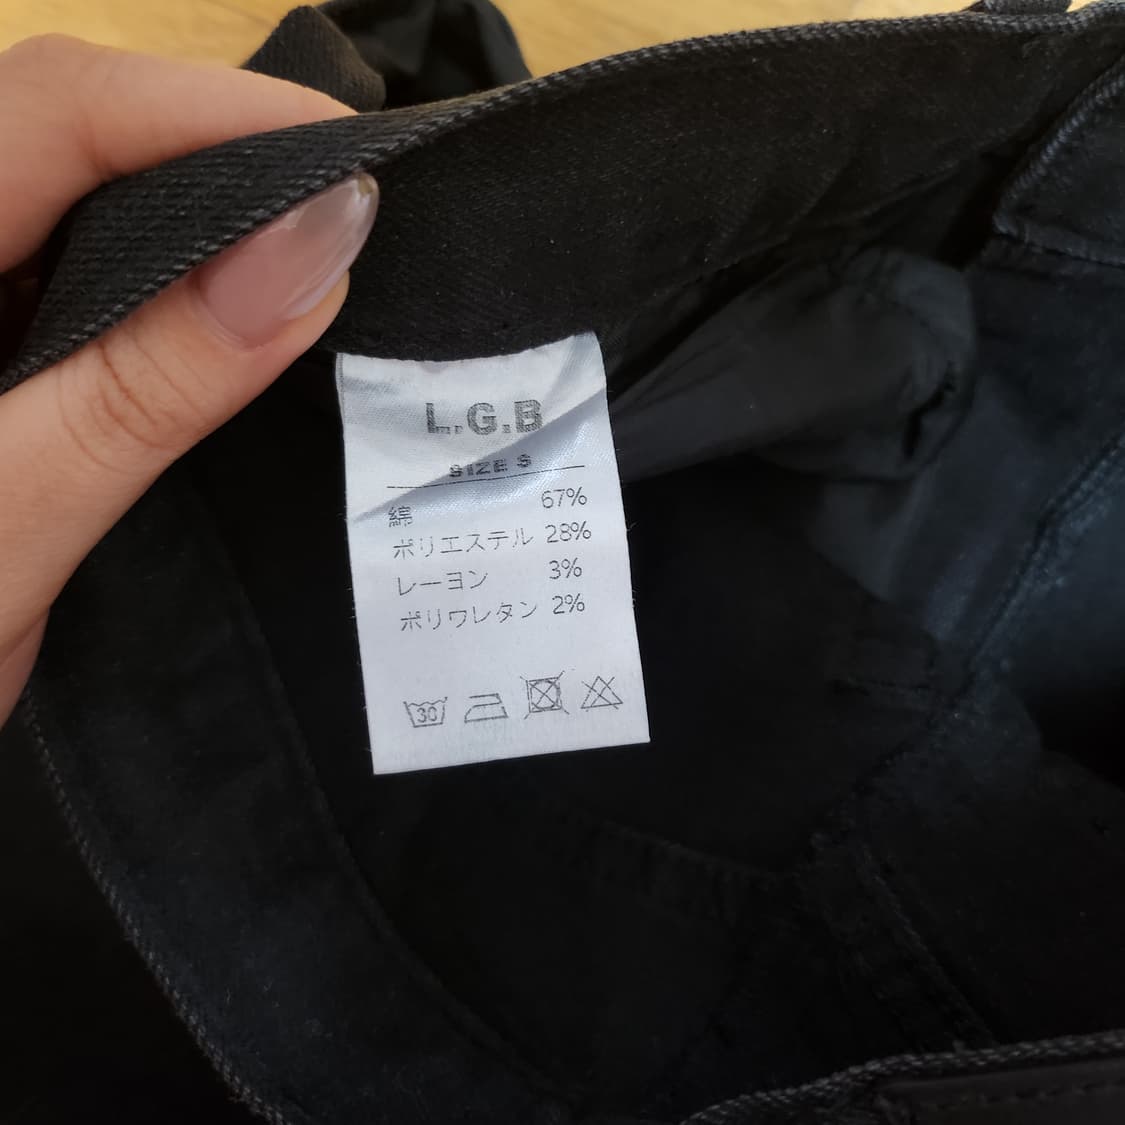 L.G.B
SIZE S
綿 67%
ポリエステル 28%
レーヨン 3%
ポリウレタン 2%
30